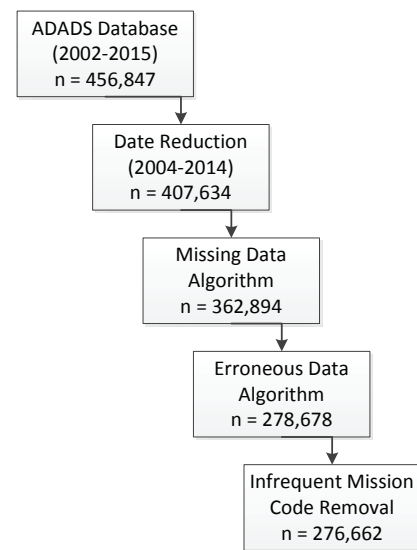 ADADS Database
(2002-2015)
n = 456,847
Date Reduction
(2004-2014)
n = 407,634
Missing Data
Algorithm
n = 362,894
Erroneous Data
Algorithm
n = 278,678
Infrequent Mission
Code Removal
n = 276,662